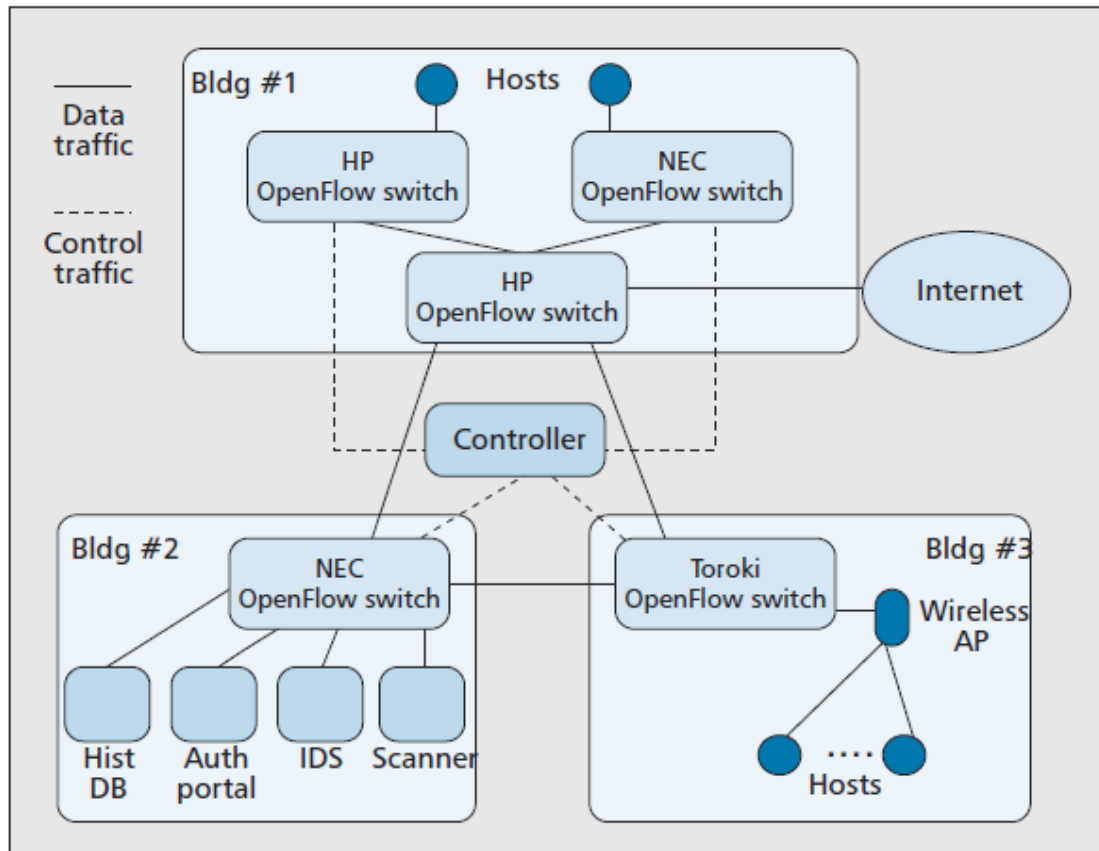 Bldg #1
Hosts
Data
traffic
HP
OpenFlow switch
NEC
OpenFlow switch
Control
traffic
HP
OpenFlow switch
Internet
Controller
Bldg #2
NEC
OpenFlow switch
Toroki
OpenFlow switch
Bldg #3
Wireless
AP
Hist
DB
Auth
portal
IDS
Scanner
....
Hosts